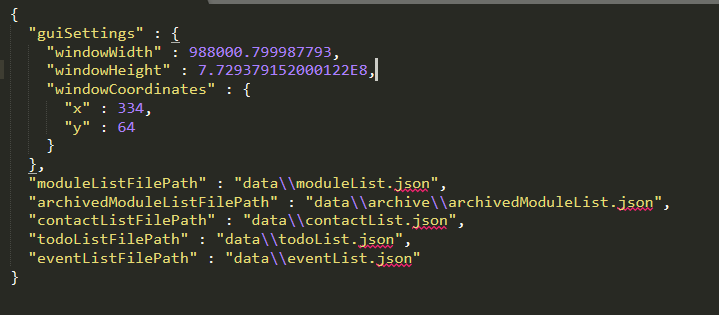 {
  "guiSettings" : {
    "windowWidth" : 988000.799987793,
    "windowHeight" : 7.729379152000122E8,
    "windowCoordinates" : {
      "x" : 334,
      "y" : 64
    }
  },
  "moduleListFilePath" : "data\\moduleList.json",
  "archivedModuleListFilePath" : "data\\archive\\archivedModuleList.json",
  "contactListFilePath" : "data\\contactList.json",
  "todoListFilePath" : "data\\todoList.json",
  "eventListFilePath" : "data\\eventList.json"
}